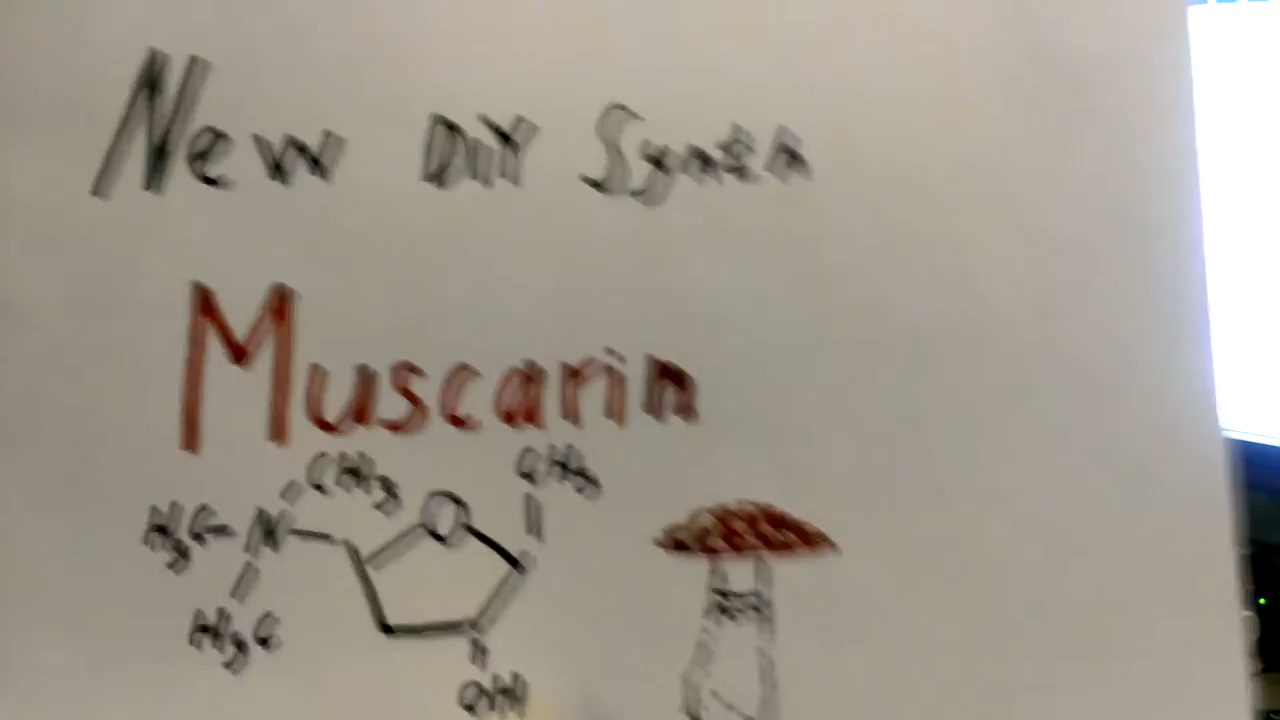 New DIY Synth
Muscarin
CH3 CH3
H3C N O
H3C
OH